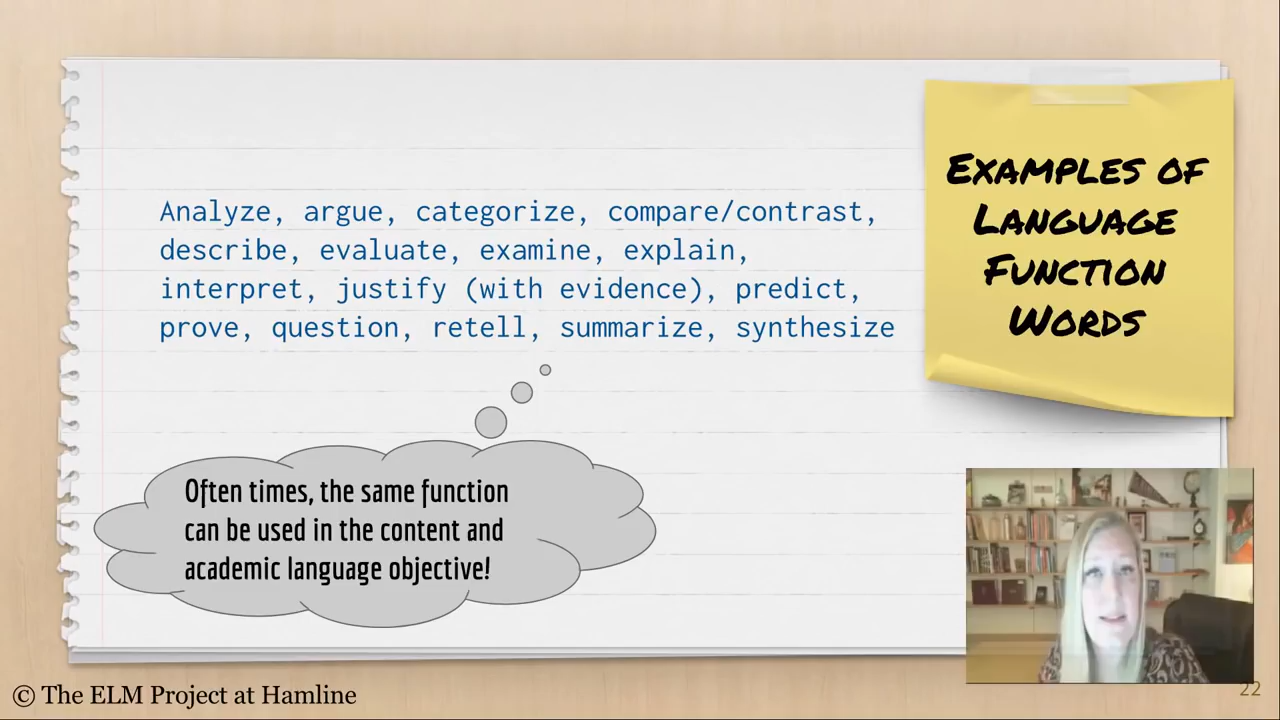 Examples of
Language
Function
Words
Analyze, argue, categorize, compare/contrast,
describe, evaluate, examine, explain,
interpret, justify (with evidence), predict,
prove, question, retell, summarize, synthesize
Often times, the same function
can be used in the content and
academic language objective!
© The ELM Project at Hamline
22